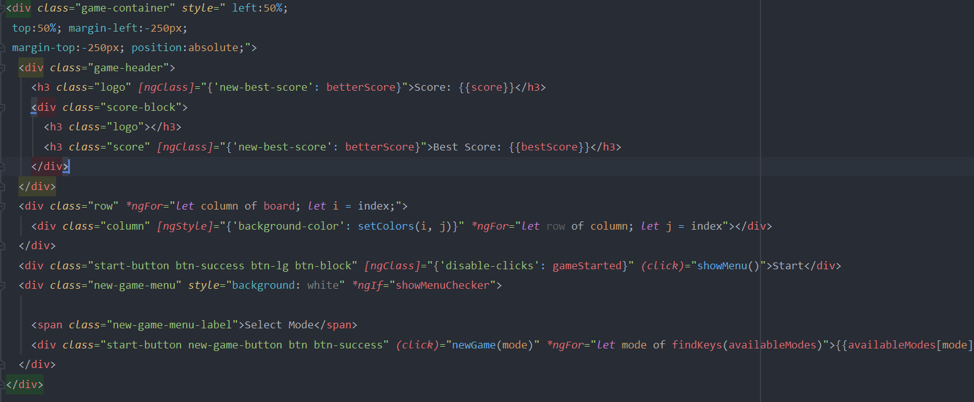 <div class="game-container" style=" left:50%;
top:50%; margin-left:-250px;
margin-top:-250px; position:absolute;">
<div class="game-header">
<h3 class="logo" [ngClass]="{'new-best-score': betterScore}">Score: {{score}}</h3>
<div class="score-block">
<h3 class="logo"></h3>
<h3 class="score" [ngClass]="{'new-best-score': betterScore}">Best Score: {{bestScore}}</h3>
</div>
</div>
<div class="row" *ngFor="let column of board; let i = index;">
<div class="column" [ngStyle]="{'background-color': setColors(i, j)}" *ngFor="let row of column; let j = index"></div>
</div>
<div class="start-button btn-success btn-lg btn-block" [ngClass]="{'disable-clicks': gameStarted}" (click)="showMenu()">Start</div>
<div class="new-game-menu" style="background: white" *ngIf="showMenuChecker">
<span class="new-game-menu-label">Select Mode</span>
<div class="start-button new-game-button btn btn-success" (click)="newGame(mode)" *ngFor="let mode of findKeys(availableModes)">{{availableModes[mode]
</div>
</div>